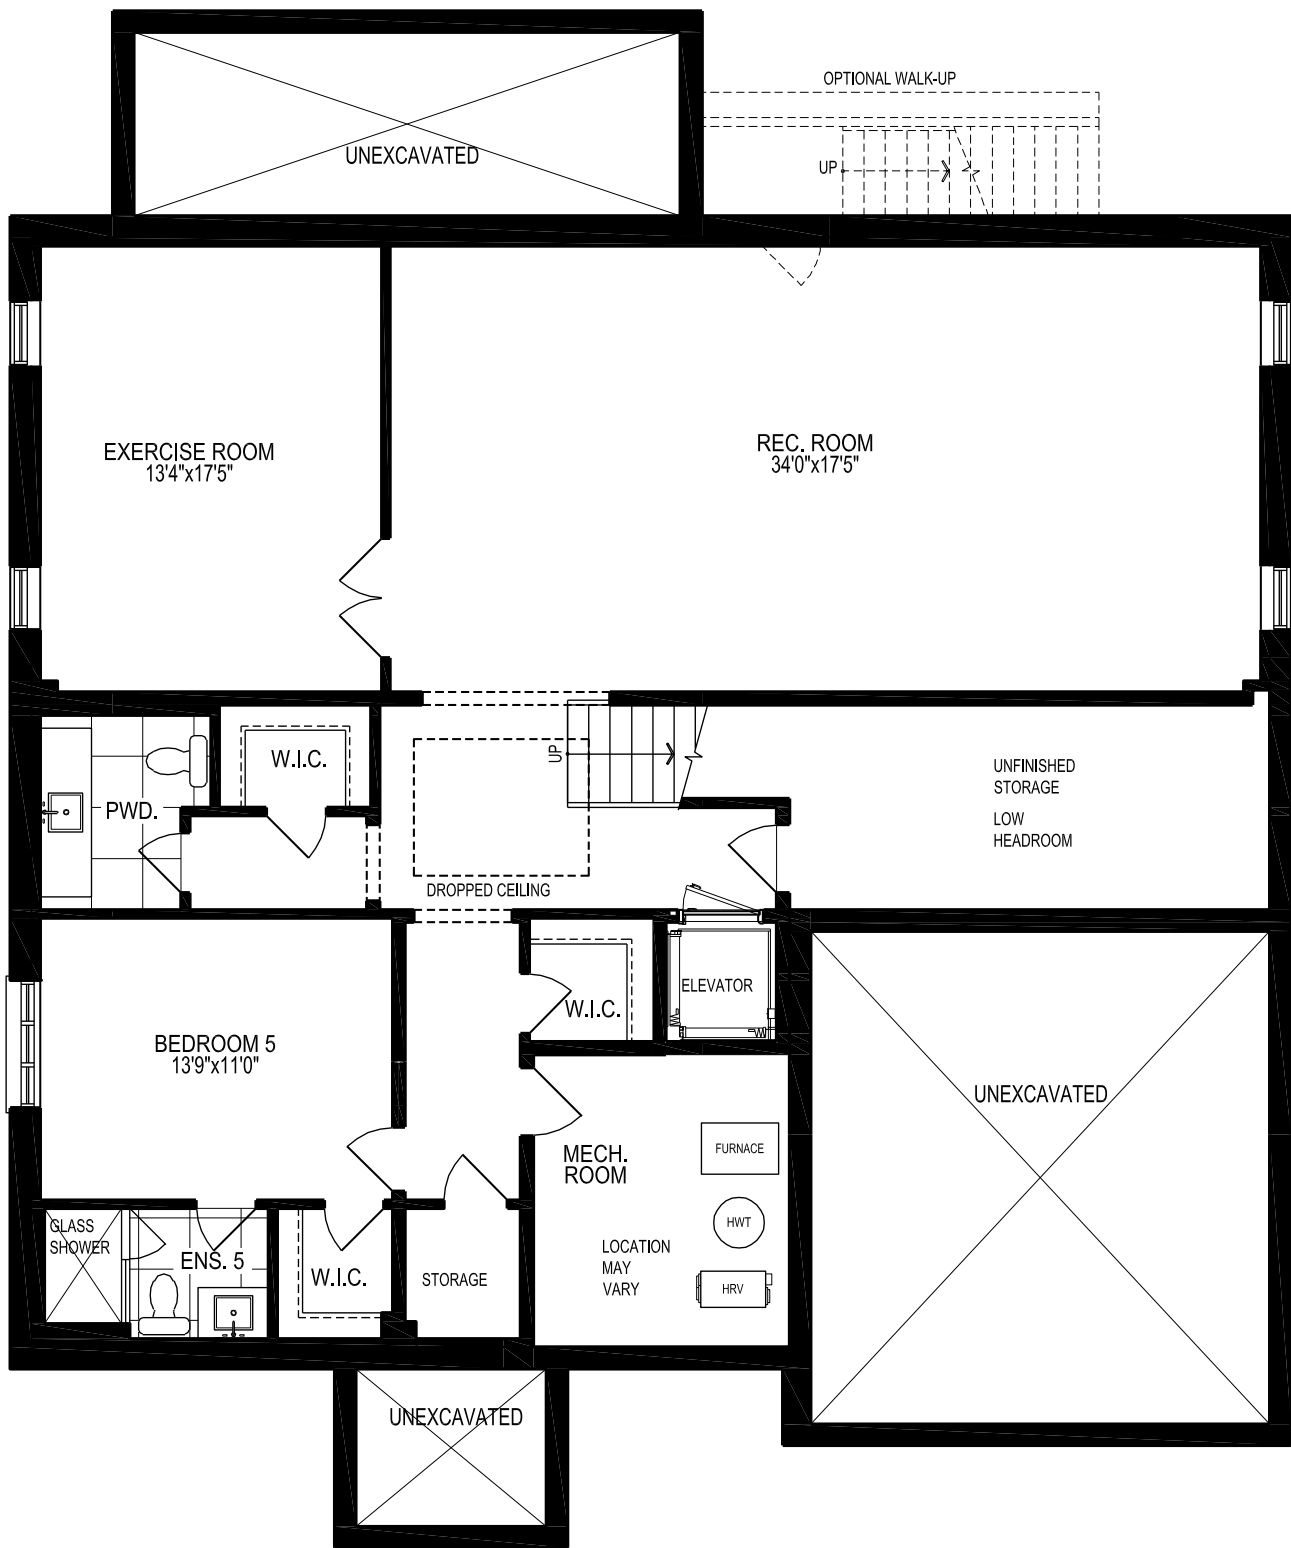 OPTIONAL WALK-UP
UNEXCAVATED
UP
EXERCISE ROOM
13'4"x17'5"
REC. ROOM
34'0"x17'5"
UP
W.I.C.
PWD.
UNFINISHED
STORAGE
LOW
HEADROOM
DROPPED CEILING
ELEVATOR
W.I.C.
BEDROOM 5
13'9"x11'0"
UNEXCAVATED
MECH.
ROOM
FURNACE
HWT
GLASS
SHOWER
ENS. 5
W.I.C.
STORAGE
LOCATION
MAY
VARY
HRV
UNEXCAVATED